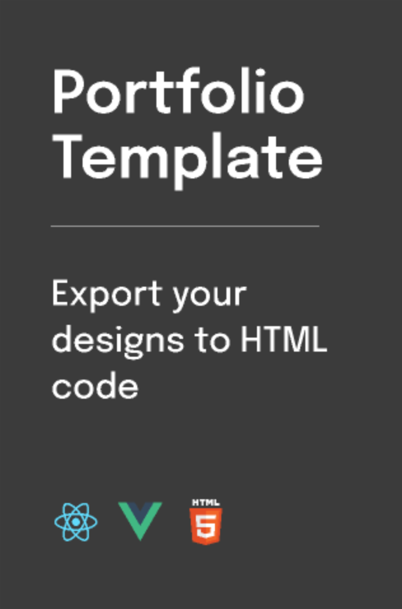 Portfolio
Template
Export your
designs to HTML
code
HTML
5